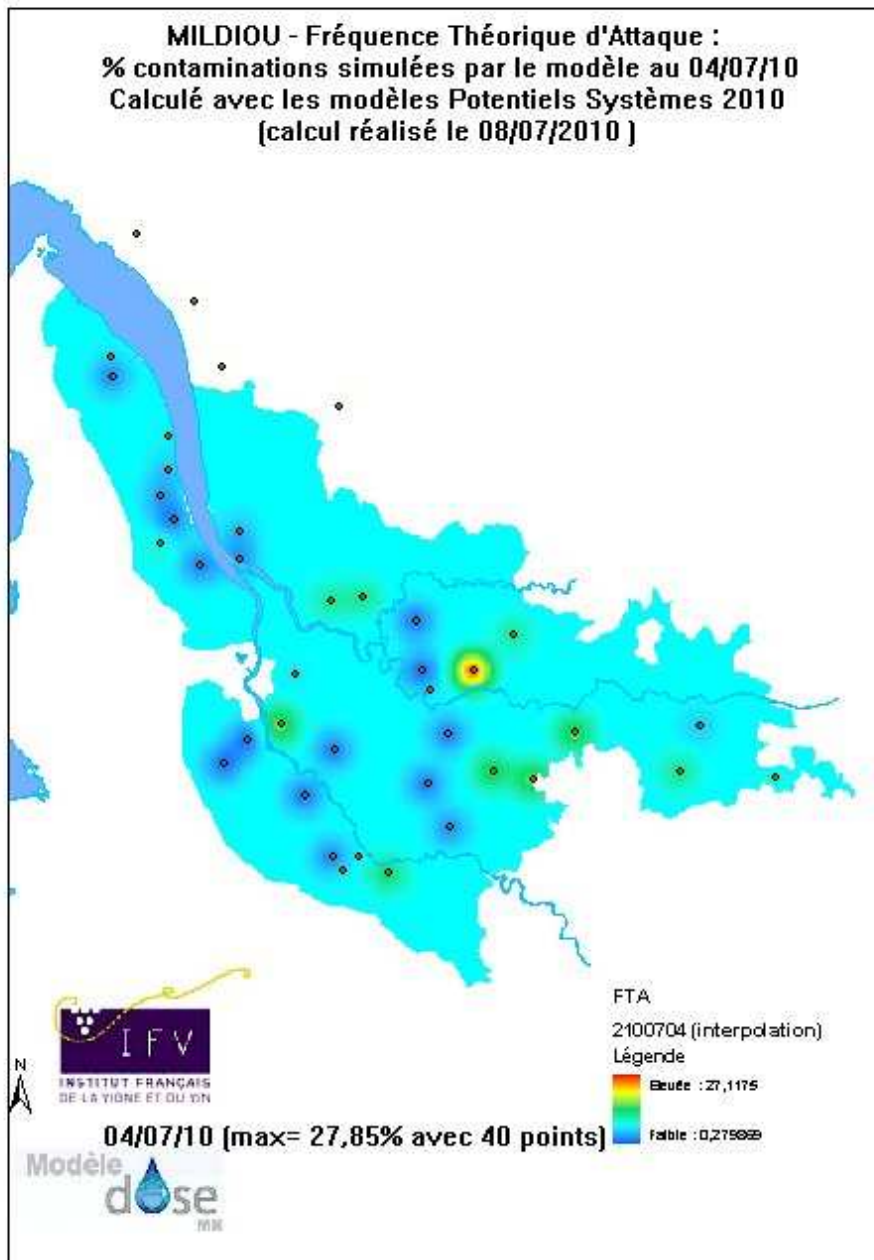 MILDIOU - Fréquence Théorique d'Attaque :
% contaminations simulées par le modèle au 04/07/10
Calculé avec les modèles Potentiels Systèmes 2010
(calcul réalisé le 08/07/2010 )
FTA
2100704 (interpolation)
Légende
Elevée : 27,1175
Faible : 0,279869
IFV
INSTITUT FRANÇAIS
DE LA VIGNE ET DU VIN
N
04/07/10 (max= 27,85% avec 40 points)
Modèle
dose
MN